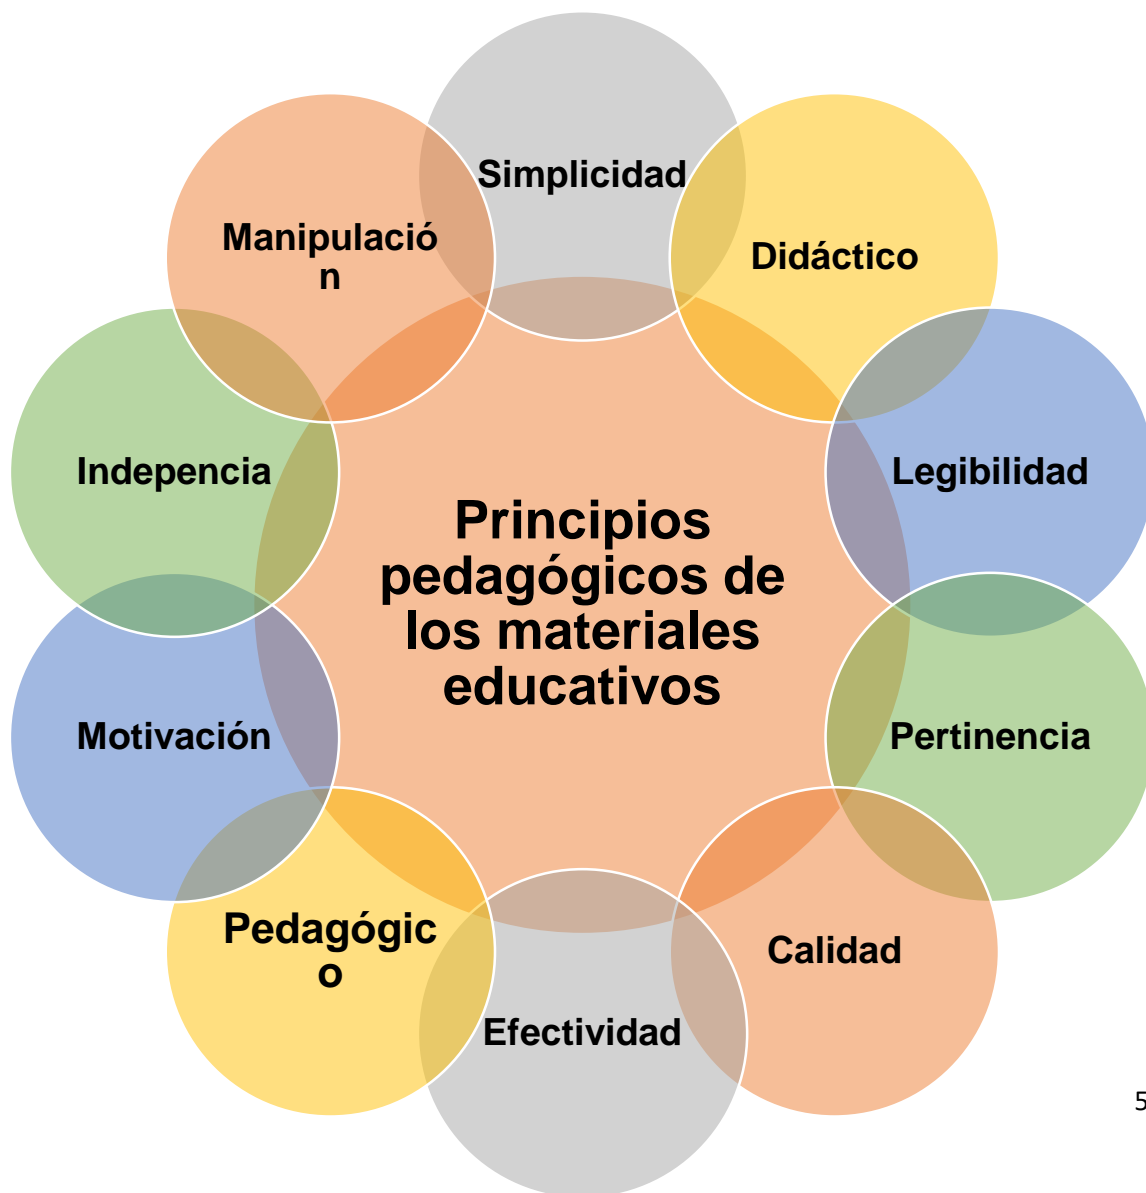 Simplicidad
Didáctico
Legibilidad
Pertinencia
Calidad
Efectividad
Pedagógic
o
Motivación
Indepencia
Manipulació
n
Principios
pedagógicos de
los materiales
educativos
5